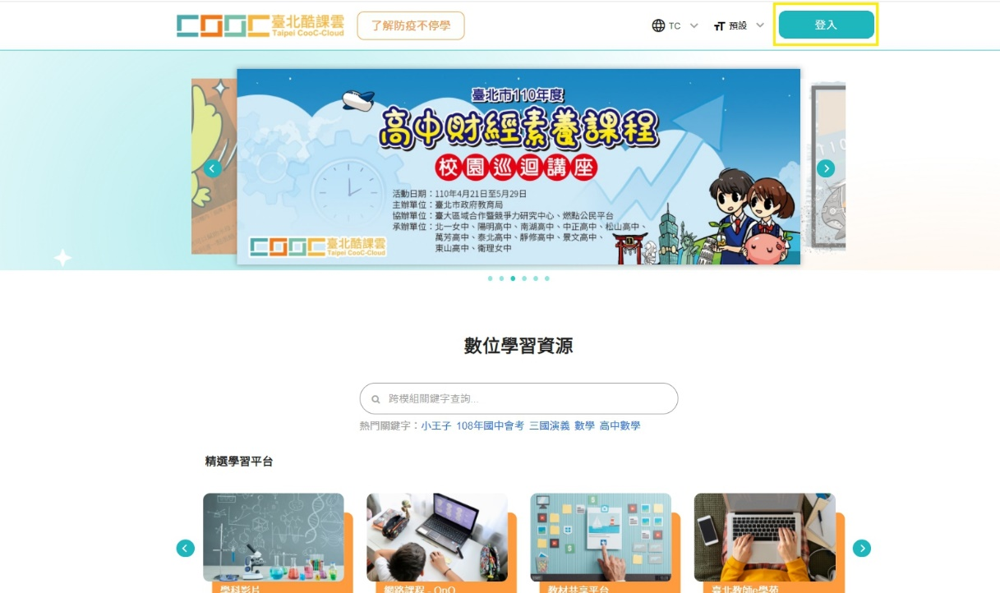 臺北酷課雲
Taipei CooC-Cloud
了解防疫不停學
TC
TT 預設
登入
臺北市110年度
高中財經素養課程
校園巡迴講座
活動日期：110年4月21日至5月29日
主辦單位：臺北市政府教育局
協辦單位：臺大區域合作暨競爭力研究中心、燃點公民平台
承辦單位：北一女中、陽明高中、南湖高中、中正高中、松山高中、
萬芳高中、泰北高中、靜修高中、景文高中、
東山高中、衛理女中
COOC 臺北酷課雲
Taipei CooC-Cloud
數位學習資源
跨模組關鍵字查詢...
熱門關鍵字：小王子 108年國中會考 三國演義 數學 高中數學
精選學習平台
學科影片
網路課程 - OnO
教材共享平台
臺北教師e學苑